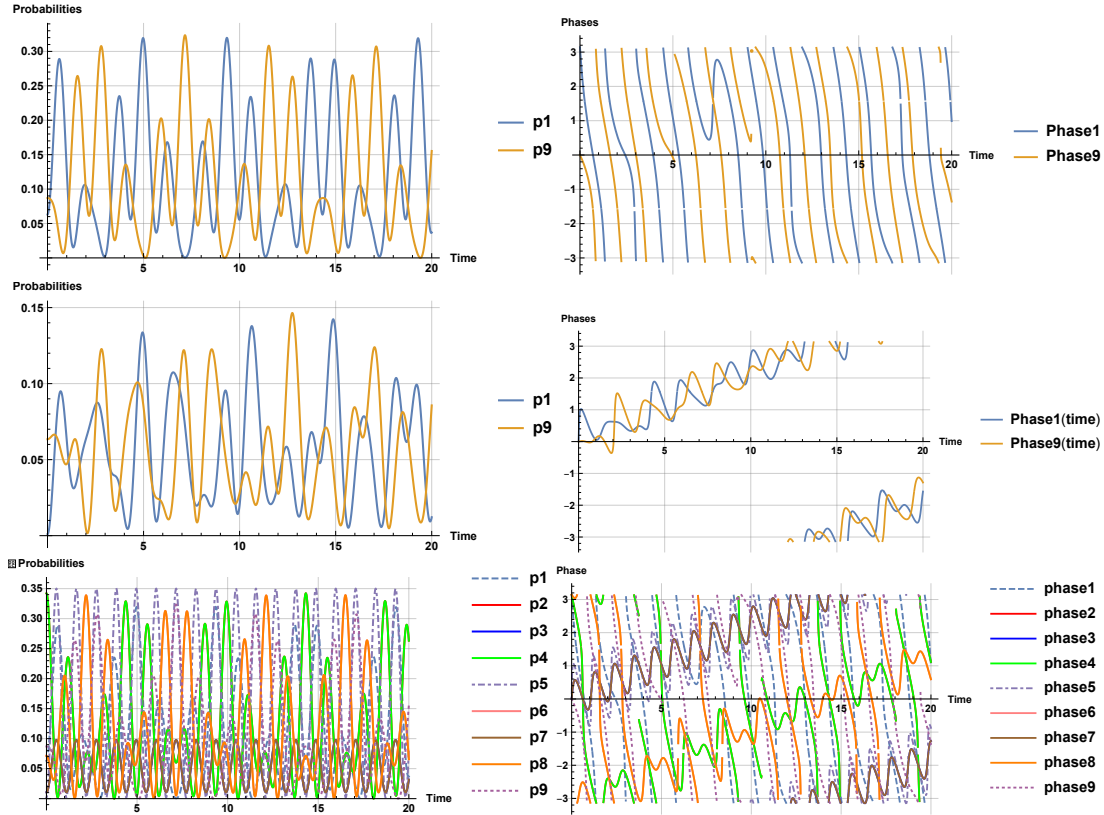 Probabilities
0.30
0.25
0.20
0.15
0.10
0.05
5
10
15
20
Time
p1
p9
Phases
3
2
1
-1
-2
-3
5
10
15
20
Time
Phase1
Phase9
Probabilities
0.15
0.10
0.05
5
10
15
20
Time
p1
p9
Phases
3
2
1
-1
-2
-3
5
10
15
20
Time
Phase1(time)
Phase9(time)
Probabilities
0.35
0.30
0.25
0.20
0.15
0.10
0.05
5
10
15
20
Time
p1
p2
p3
p4
p5
p6
p7
p8
p9
Phase
3
2
1
-1
-2
-3
5
10
15
20
Time
phase1
phase2
phase3
phase4
phase5
phase6
phase7
phase8
phase9